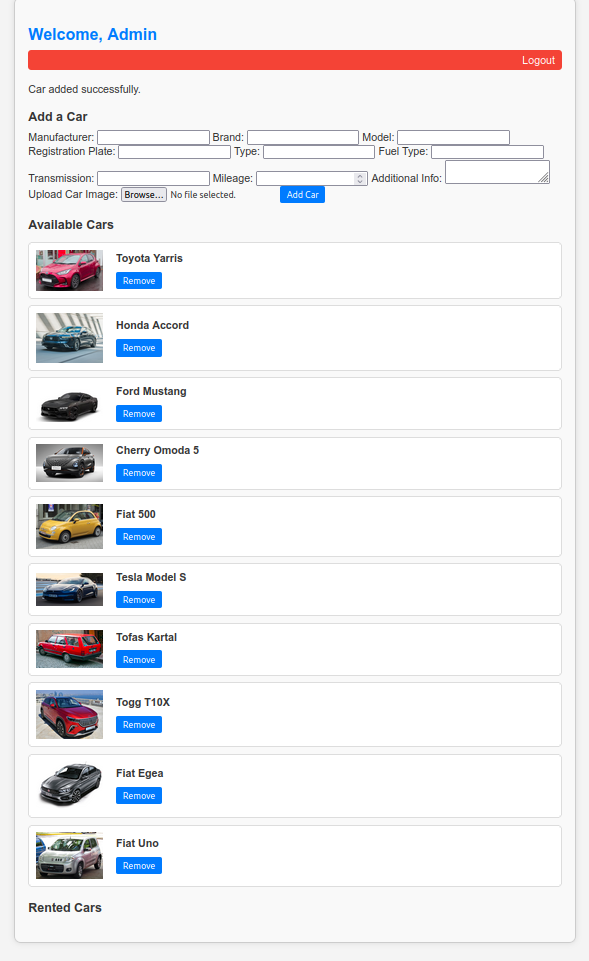 Welcome, Admin
Logout
Car added successfully.
Add a Car
Manufacturer: Brand: Model:
Registration Plate: Type: Fuel Type:
Transmission: Mileage: Additional Info:
Upload Car Image: Browse... No file selected. Add Car
Available Cars
Toyota Yarris
Remove
Honda Accord
Remove
Ford Mustang
Remove
Cherry Omoda 5
Remove
Fiat 500
Remove
Tesla Model S
Remove
Tofas Kartal
Remove
Togg T10X
Remove
Fiat Egea
Remove
Fiat Uno
Remove
Rented Cars